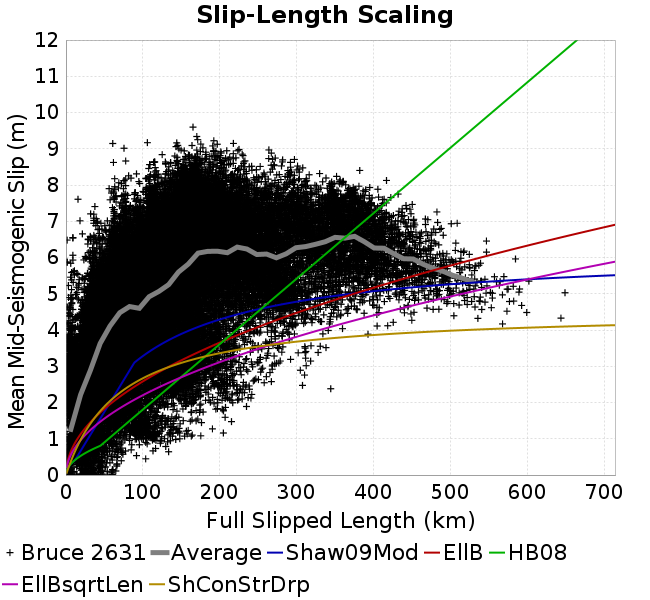 Slip-Length Scaling
Mean Mid-Seismogenic Slip (m)
12
11
10
9
8
7
6
5
4
3
2
1
0
0 100 200 300 400 500 600 700
Full Slipped Length (km)
Bruce 2631 Average Shaw09Mod EllB HB08
EllBsqrtLen ShConStrDrp